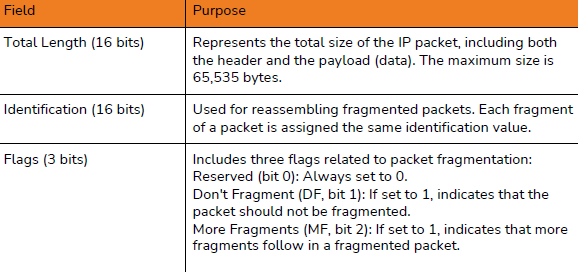 Field Purpose
Total Length (16 bits) Represents the total size of the IP packet, including both
the header and the payload (data). The maximum size is
65,535 bytes.
Identification (16 bits) Used for reassembling fragmented packets. Each fragment
of a packet is assigned the same identification value.
Flags (3 bits) Includes three flags related to packet fragmentation:
Reserved (bit 0): Always set to 0.
Don't Fragment (DF, bit 1): If set to 1, indicates that the
packet should not be fragmented.
More Fragments (MF, bit 2): If set to 1, indicates that more
fragments follow in a fragmented packet.